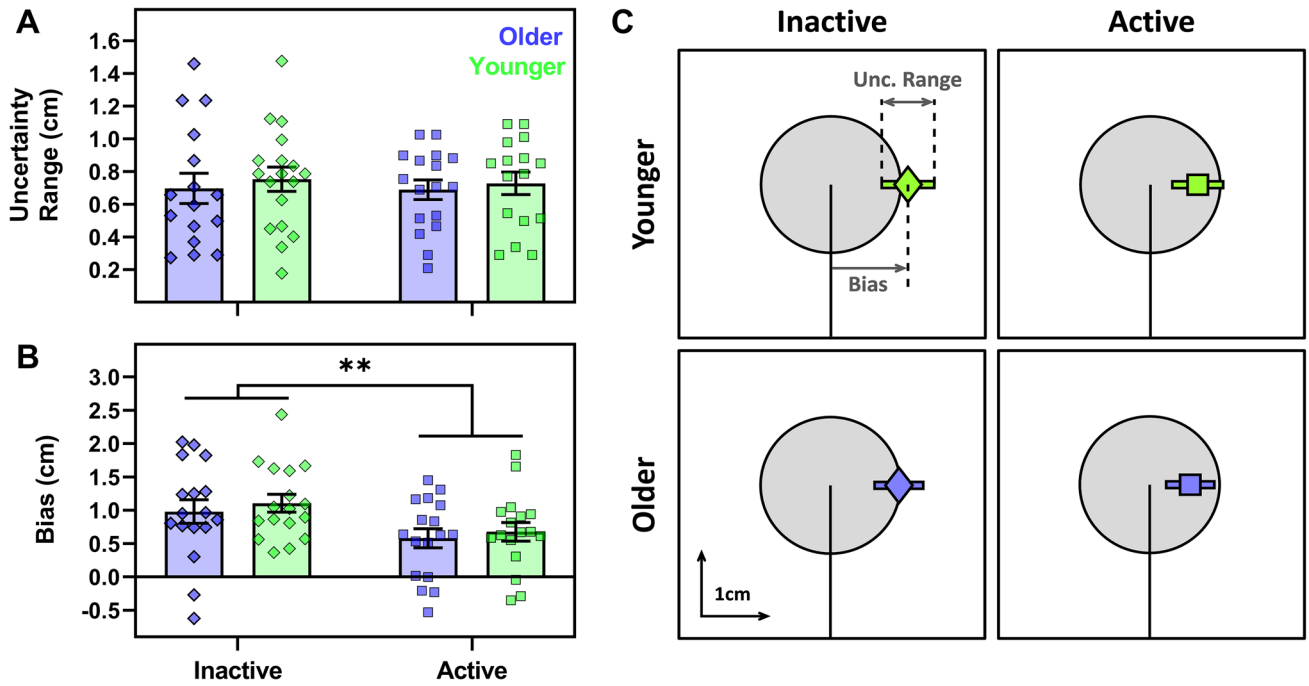 A
Older
Younger
Uncertainty
Range (cm)
1.6
1.4
1.2
1.0
0.8
0.6
0.4
0.2
B
**
Bias (cm)
3.0
2.5
2.0
1.5
1.0
0.5
0.0
-0.5
Inactive
Active
C
Inactive
Active
Younger
Unc. Range
Bias
Older
1cm